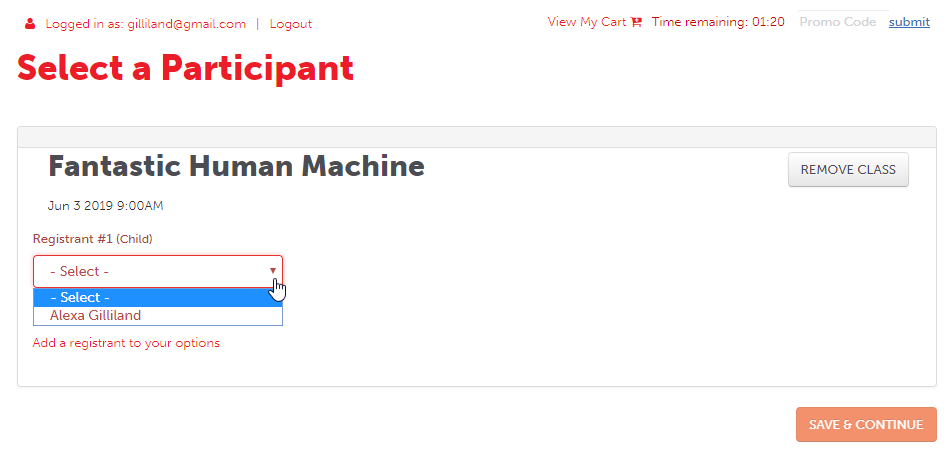 Logged in as: gilliland@gmail.com | Logout
View My Cart Time remaining: 01:20 Promo Code submit
Select a Participant
Fantastic Human Machine
REMOVE CLASS
Jun 3 2019 9:00AM
Registrant #1 (Child)
- Select -
- Select -
Alexa Gilliland
Add a registrant to your options
SAVE & CONTINUE